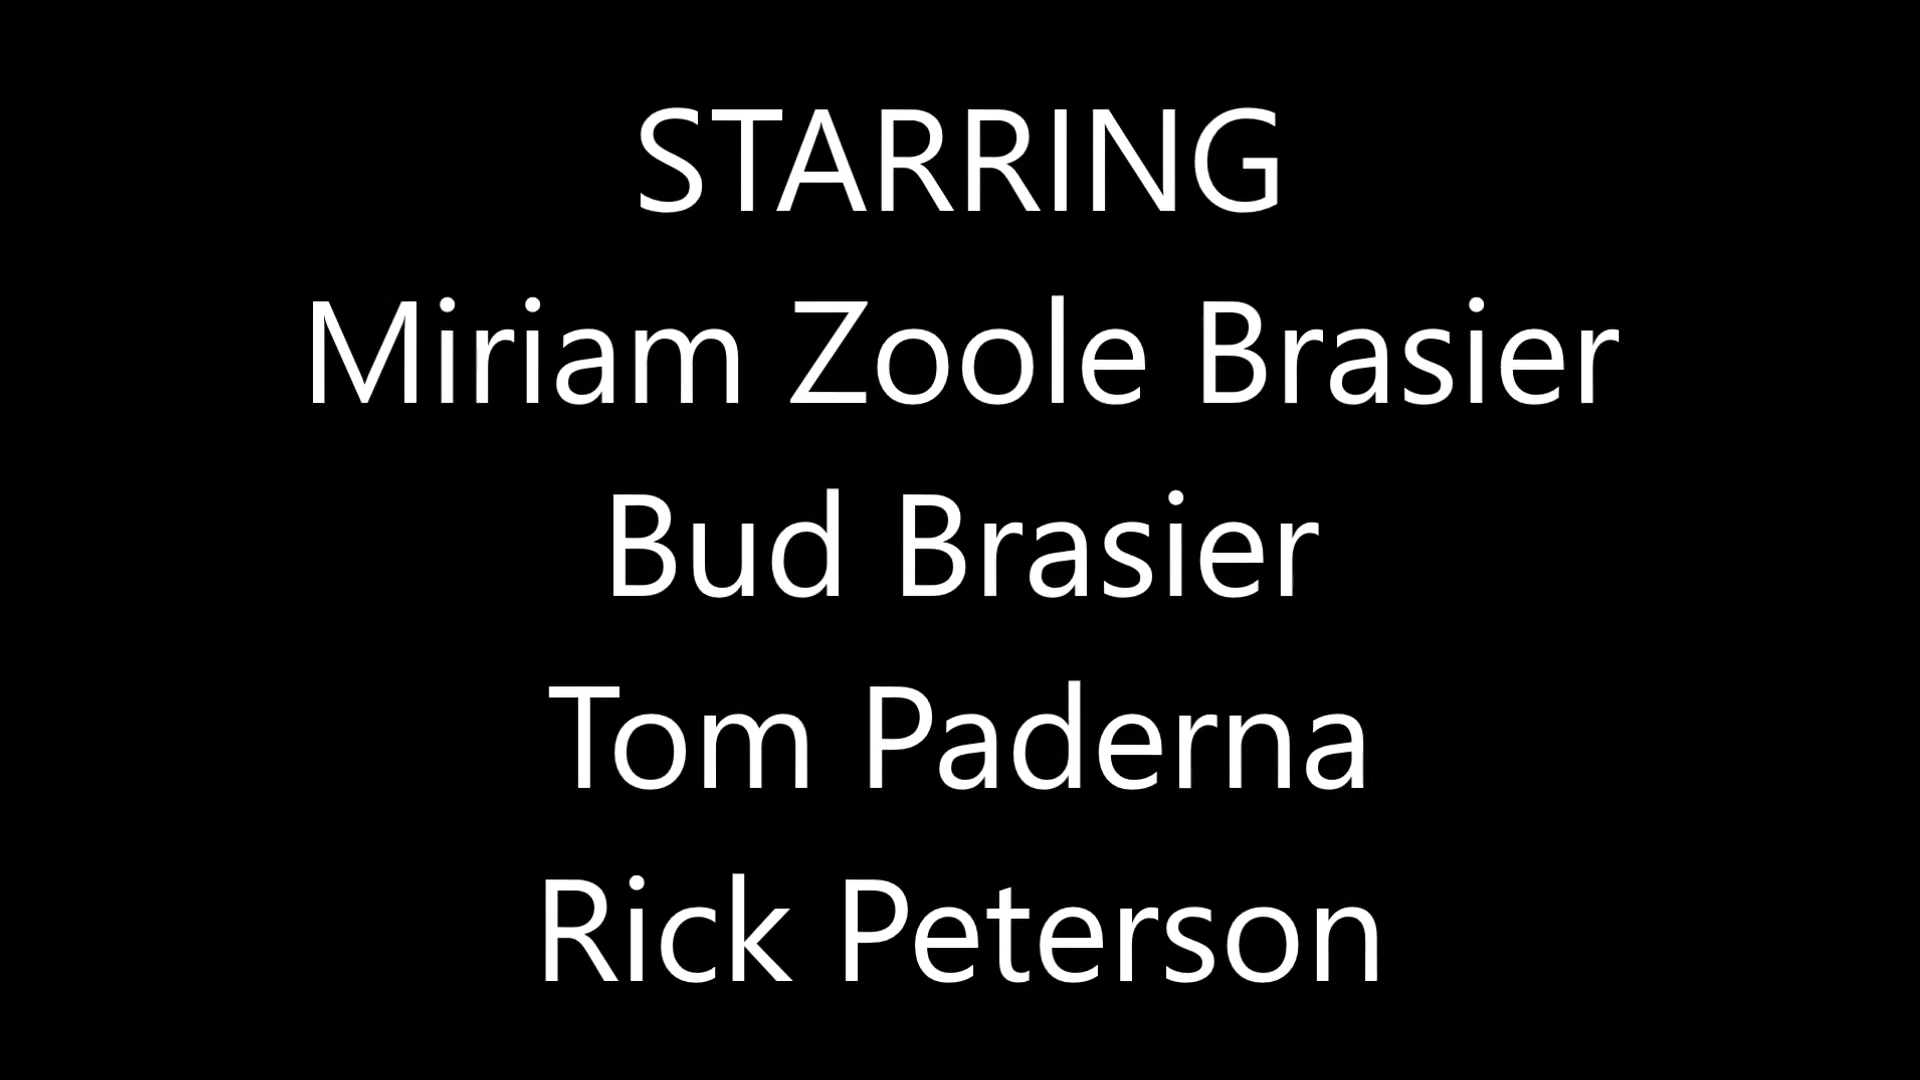 STARRING
Miriam Zoole Brasier
Bud Brasier
Tom Paderna
Rick Peterson